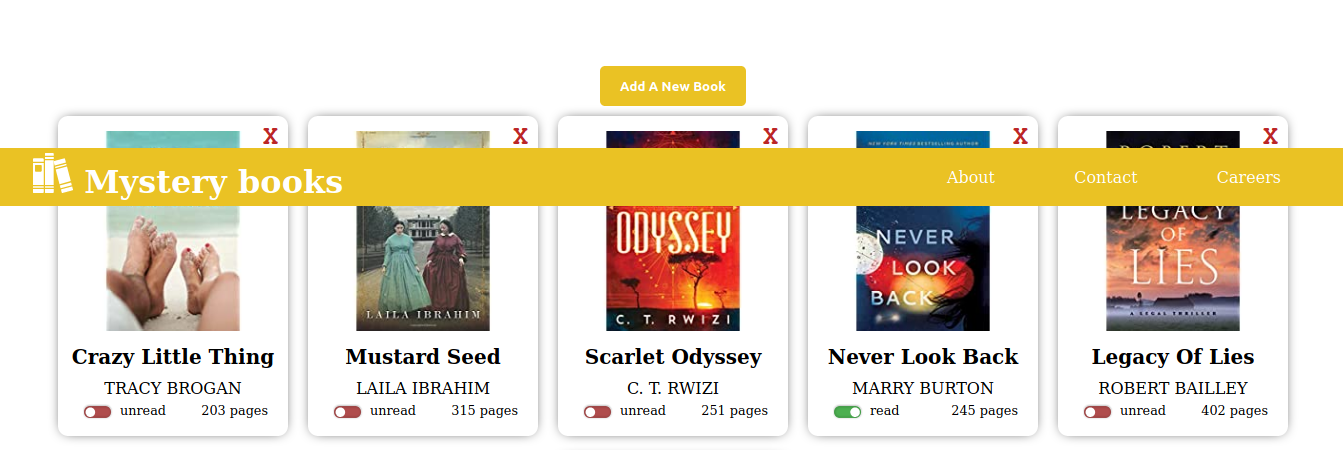 Add A New Book
X X X X X
NEW YORK TIMES BESTSELLING AUTHOR
Mystery books About Contact Careers
ODYSSEY
LEGACY
OF
LIES
NEVER
LOOK
BACK
LAILA IBRAHIM
C. T. RWIZI
A LEGAL THRILLER
Crazy Little Thing Mustard Seed Scarlet Odyssey Never Look Back Legacy Of Lies
TRACY BROGAN LAILA IBRAHIM C. T. RWIZI MARRY BURTON ROBERT BAILLEY
unread 203 pages unread 315 pages unread 251 pages read 245 pages unread 402 pages